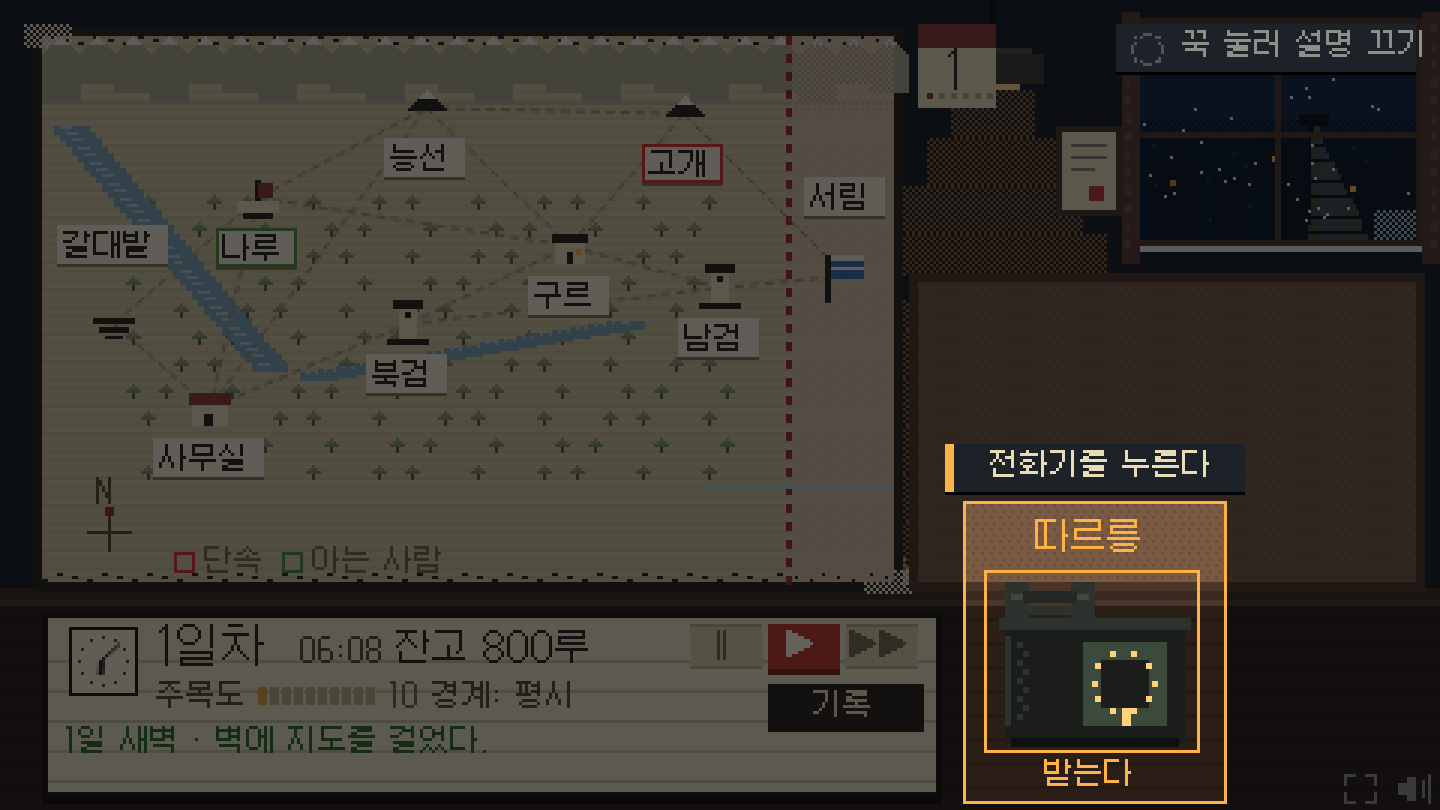 1
꾹 눌러 설명 끄기
능선
고개
서림
갈대밭
나루
구르
남검
북검
사무실
N
단속 아는 사람
전화기를 누른다
따르릉
받는다
1일차 06:08 잔고 800루
주목도 10 경계: 평시
기록
1일 새벽 · 벽에 지도를 걸었다.